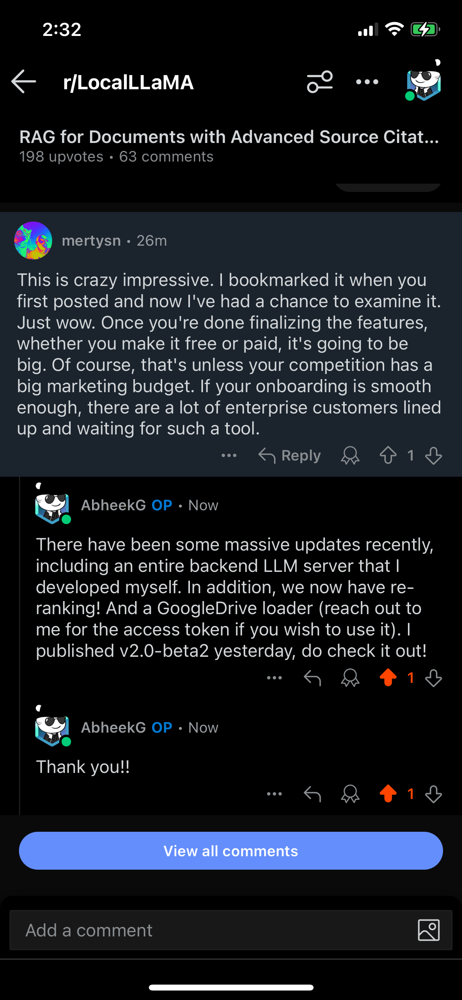 2:32
r/LocalLLaMA
RAG for Documents with Advanced Source Citat...
198 upvotes • 63 comments
mertysn • 26m
This is crazy impressive. I bookmarked it when you
first posted and now I've had a chance to examine it.
Just wow. Once you're done finalizing the features,
whether you make it free or paid, it's going to be
big. Of course, that's unless your competition has a
big marketing budget. If your onboarding is smooth
enough, there are a lot of enterprise customers lined
up and waiting for such a tool.
Reply 1
AbheekG OP • Now
There have been some massive updates recently,
including an entire backend LLM server that I
developed myself. In addition, we now have re-
ranking! And a GoogleDrive loader (reach out to
me for the access token if you wish to use it). I
published v2.0-beta2 yesterday, do check it out!
1
AbheekG OP • Now
Thank you!!
1
View all comments
Add a comment